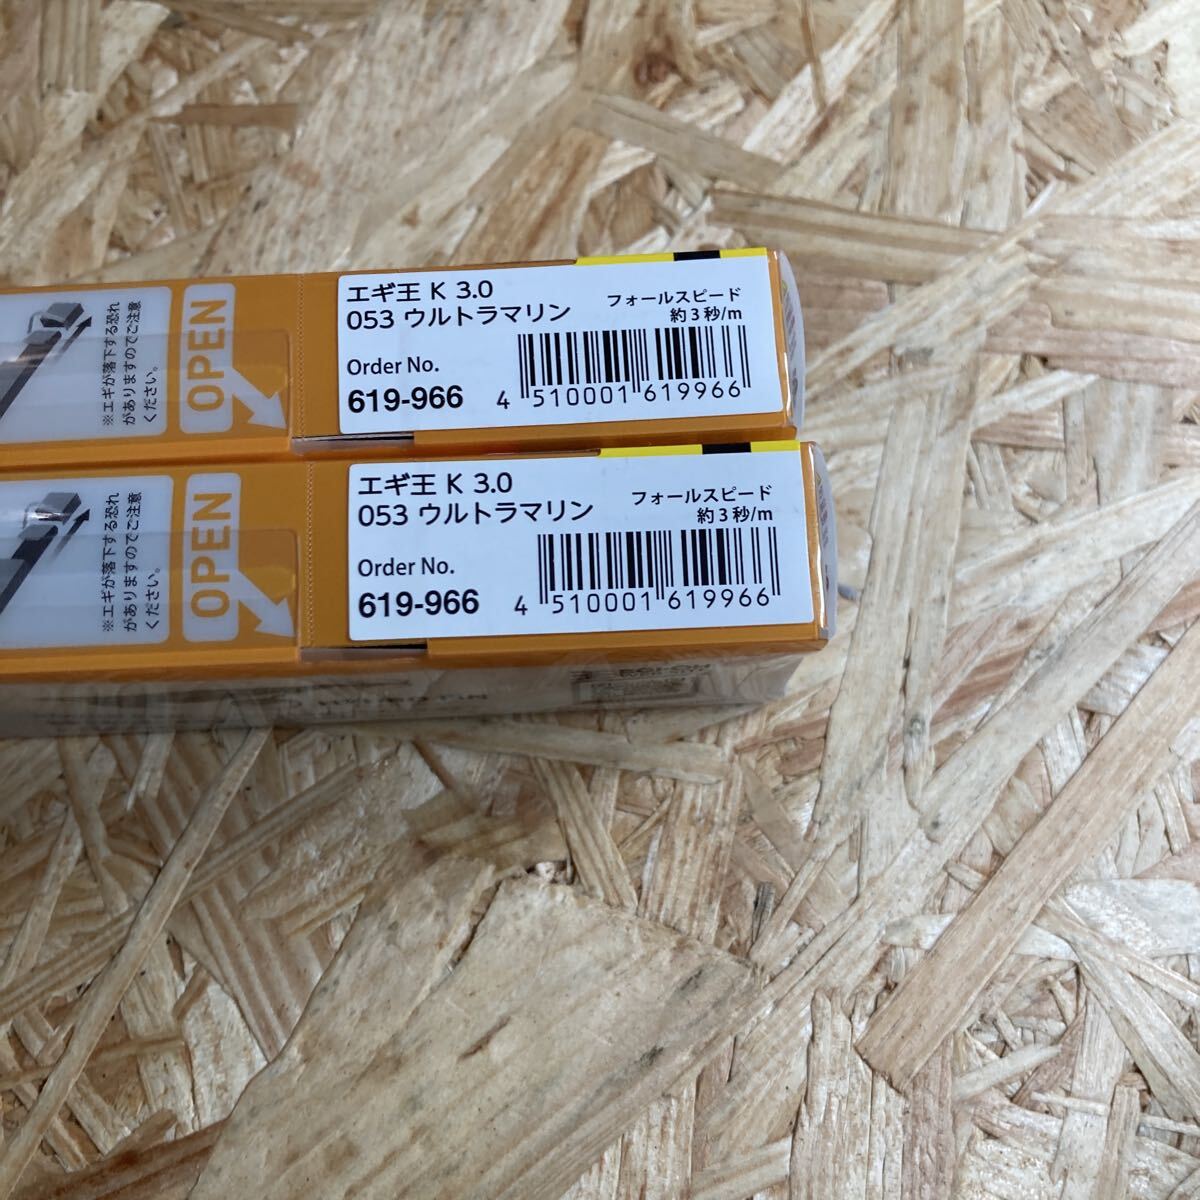 ※エギが落下する恐れ
がありますのでご注意
ください。
OPEN
エギ王 K 3.0
053 ウルトラマリン
フォールスピード
約3秒/m
Order No.
619-966
4 510001 619966
※エギが落下する恐れ
がありますのでご注意
ください。
OPEN
エギ王 K 3.0
053 ウルトラマリン
フォールスピード
約3秒/m
Order No.
619-966
4 510001 619966